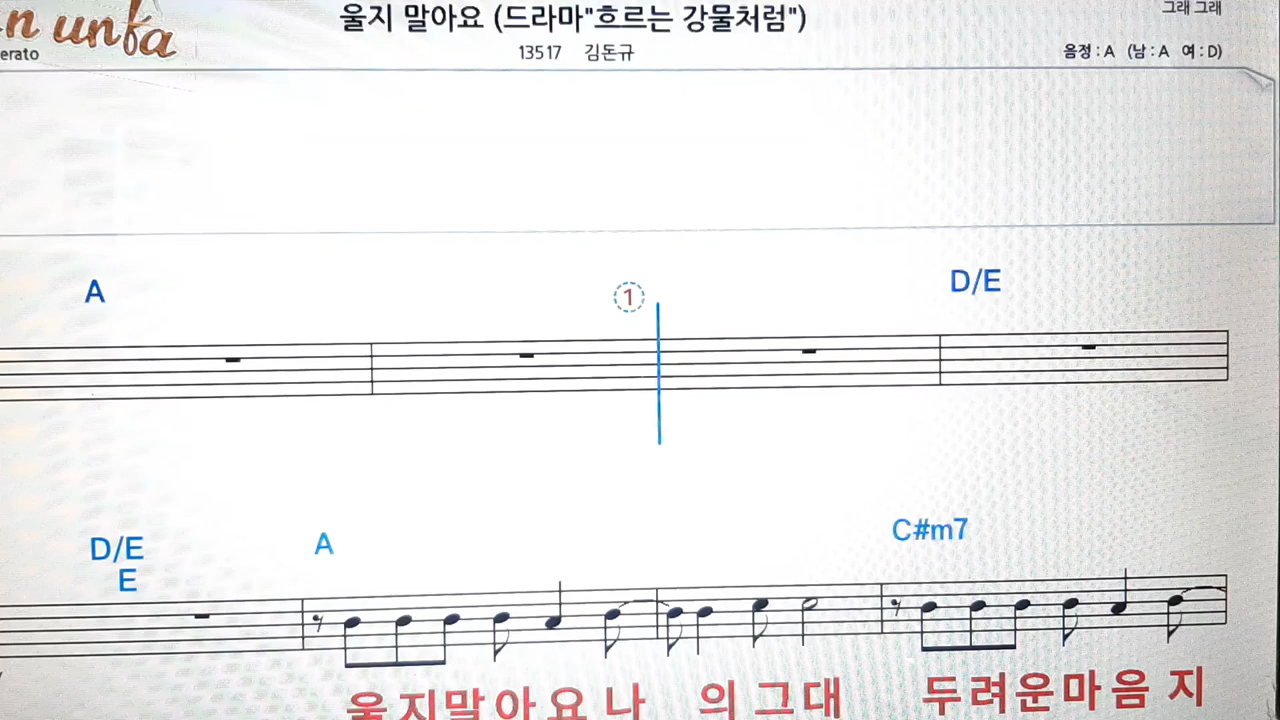 울지 말아요 (드라마"흐르는 강물처럼")
그래 그래
n unba
erato
13517 김돈규
음정 : A (남 : A 여 : D)
A
1
D/E
D/E
E
A
C#m7
울지말아요나 의그대 두려운마음지